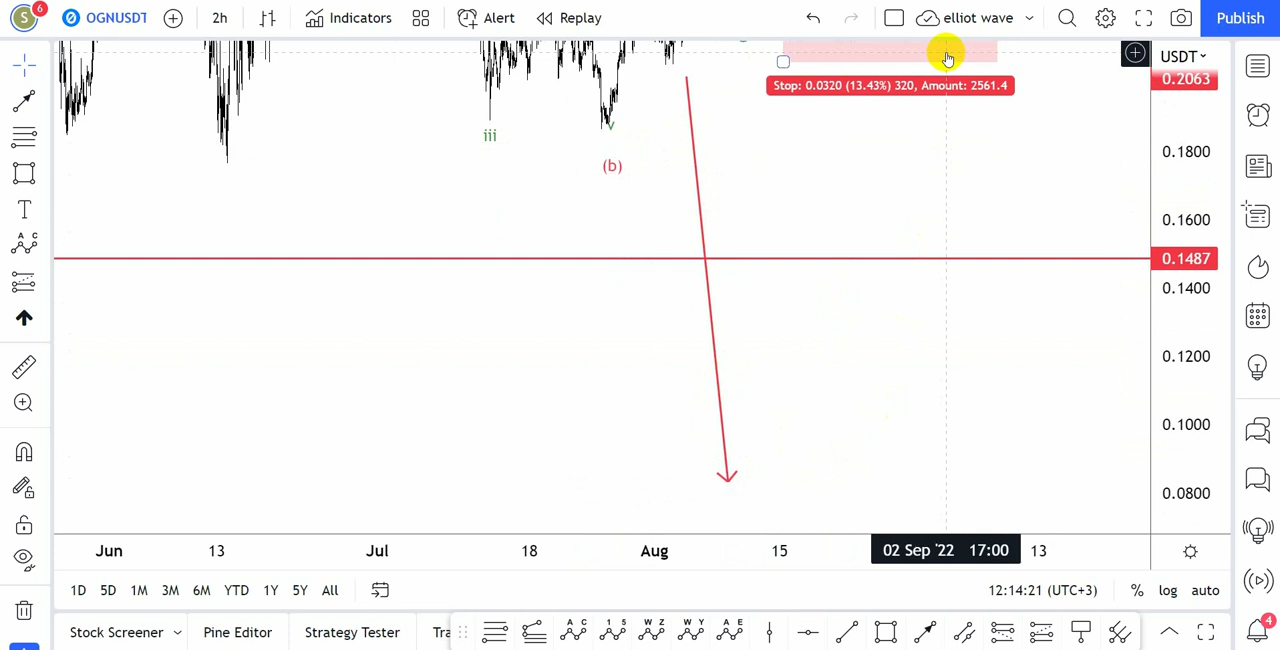 S 6 OGNUSDT 2h Indicators Alert Replay elliot wave Publish
USDT
0.2063
Stop: 0.0320 (13.43%) 320, Amount: 2561.4
iii
v
(b)
0.1800
0.1600
0.1487
0.1400
0.1200
0.1000
0.0800
Jun 13 Jul 18 Aug 15 02 Sep '22 17:00 13
1D 5D 1M 3M 6M YTD 1Y 5Y All 12:14:21 (UTC+3) % log auto
Stock Screener Pine Editor Strategy Tester Tra
A C 1 5 W Z W Y A E
T
A C
4